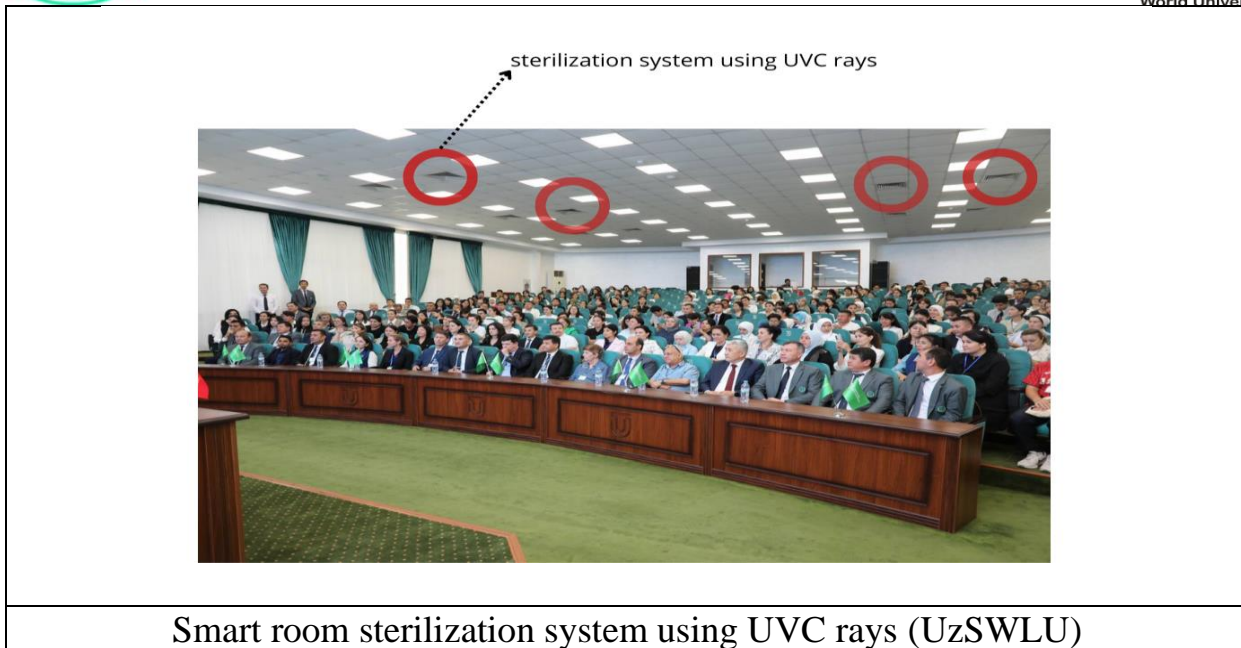 sterilization system using UVC rays
Smart room sterilization system using UVC rays (UzSWLU)